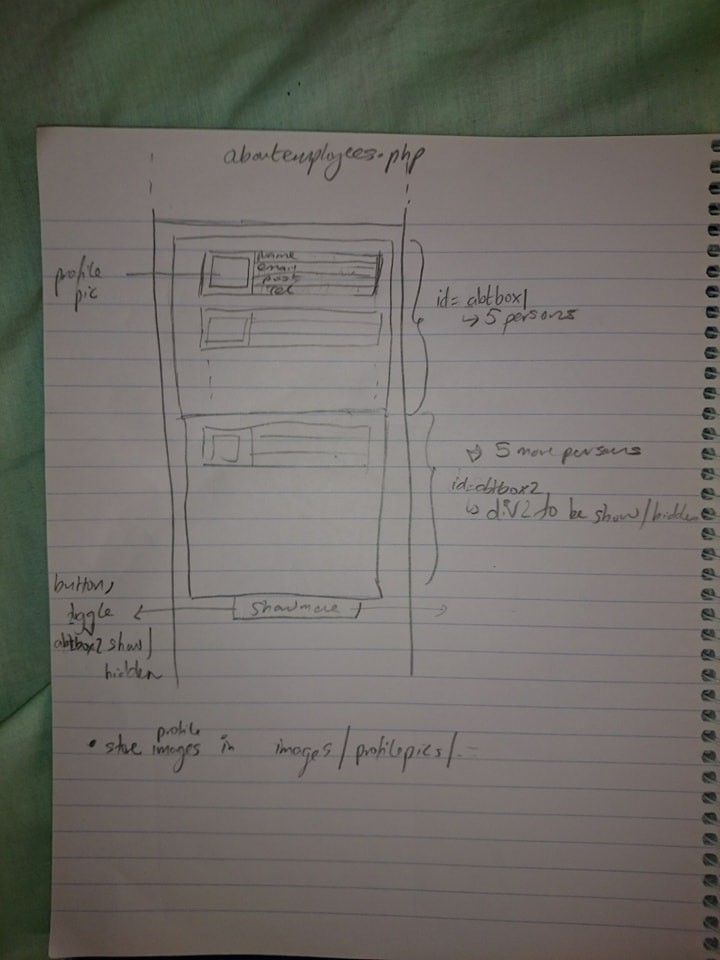 aboutemployees.php
profile
pic
name
email
post
tel
id= abtbox1
↳ 5 persons
↳ 5 more persons
id=abtbox2
↳ div2 to be show/hidden
button,
toggle
abtbox2 show/
hidden
showmore
• store profile images in images/profilepics/..